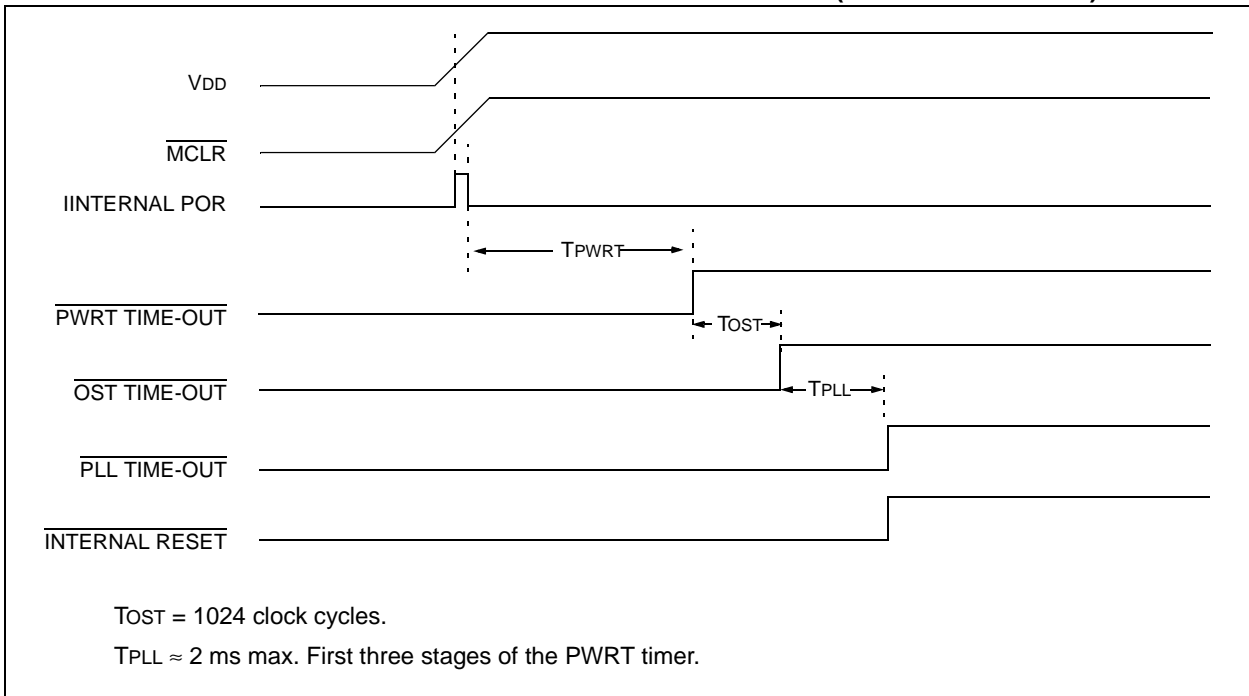 VDD
MCLR
IINTERNAL POR
TPWRT
PWRT TIME-OUT
TOST
OST TIME-OUT
TPLL
PLL TIME-OUT
INTERNAL RESET
TOST = 1024 clock cycles.
TPLL ≈ 2 ms max. First three stages of the PWRT timer.